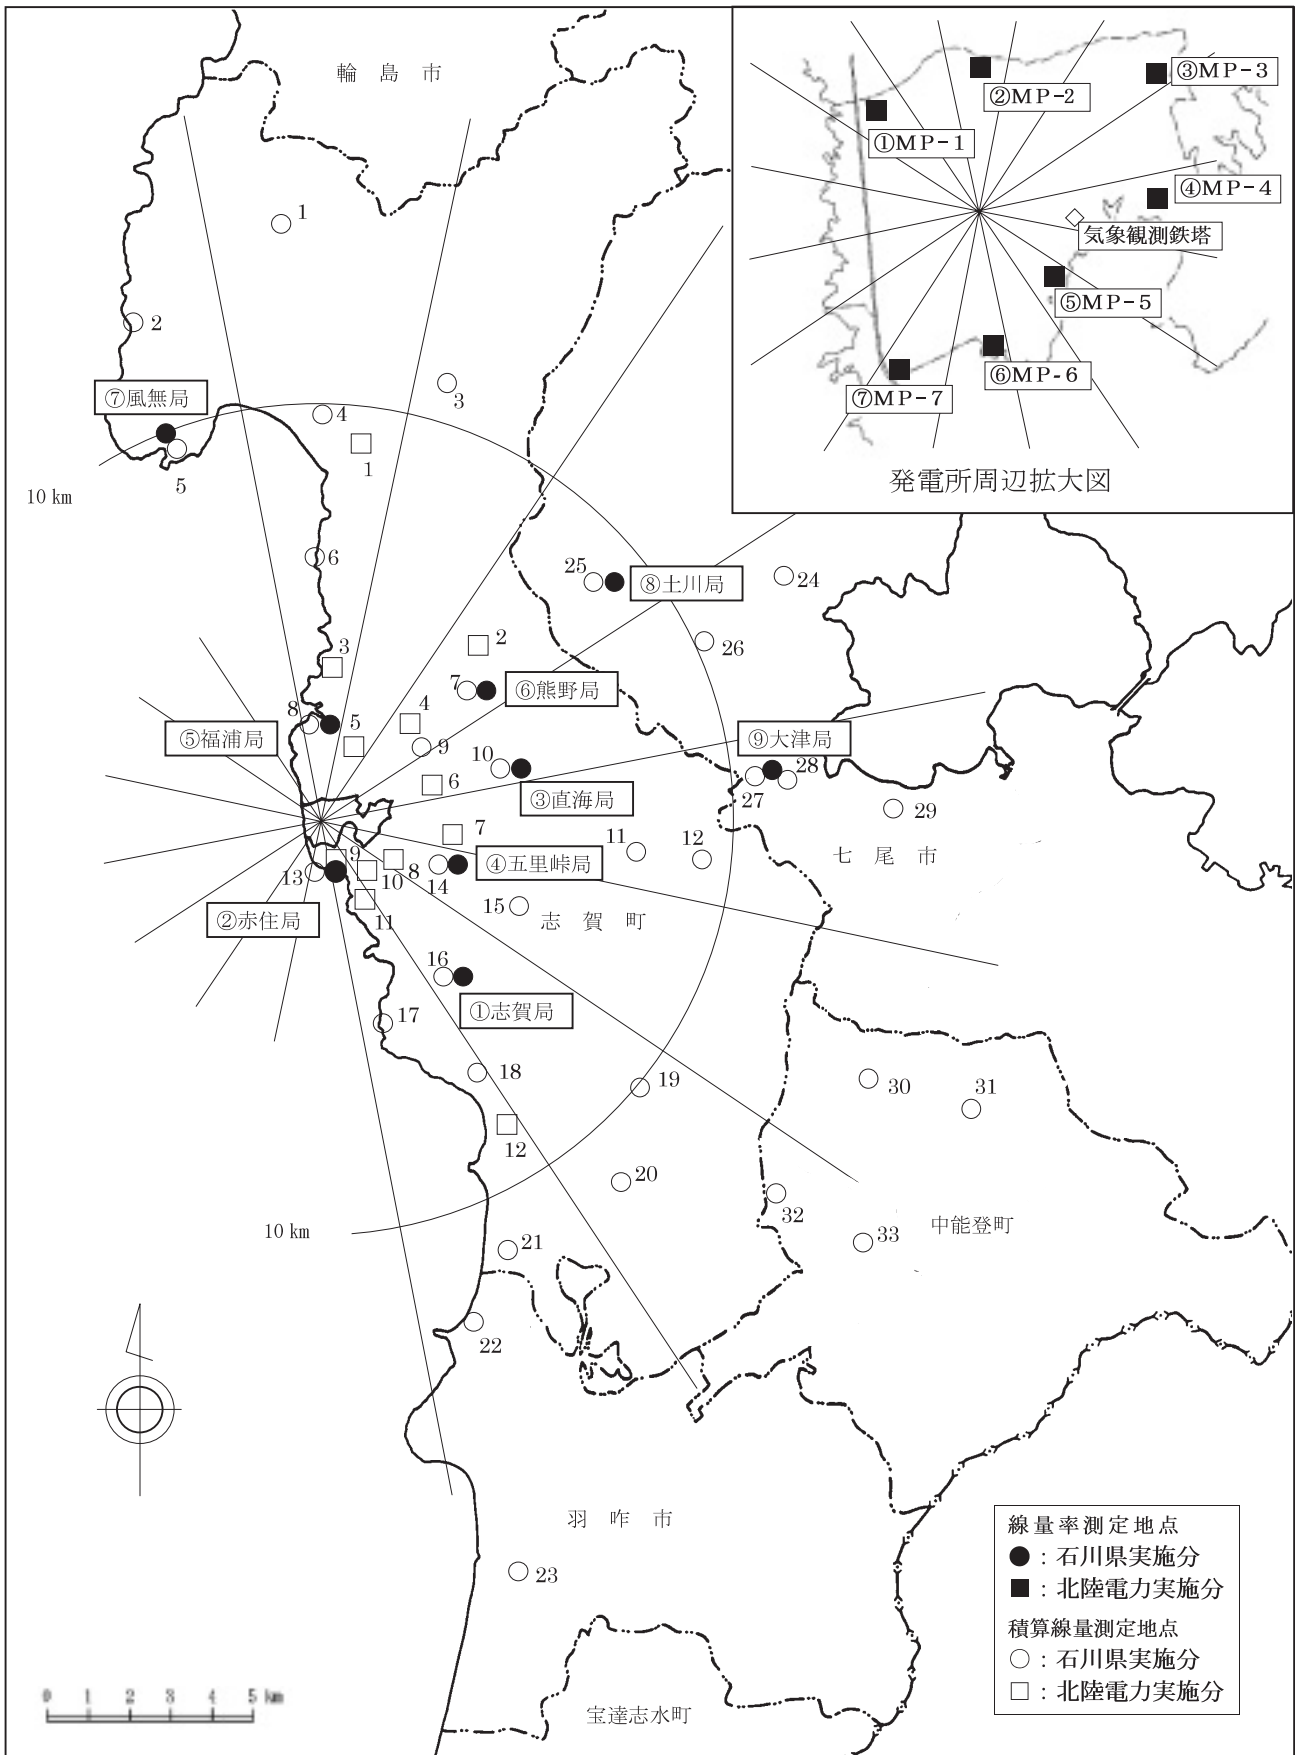 輪島市
③MP-3
②MP-2
①MP-1
④MP-4
気象観測鉄塔
⑤MP-5
⑥MP-6
⑦MP-7
発電所周辺拡大図
1
2
3
⑦風無局
4
1
5
10 km
6
25
⑧土川局
24
2
26
3
7
⑥熊野局
8
5
4
⑤福浦局
9
⑨大津局
10
28
6
③直海局
27
29
7
11
12
七尾市
9
8
④五里峠局
13
10
14
11
15
②赤住局
志賀町
16
①志賀局
17
18
19
30
31
12
20
32
中能登町
10 km
21
33
22
羽咋市
23
線量率測定地点
●：石川県実施分
■：北陸電力実施分
積算線量測定地点
○：石川県実施分
□：北陸電力実施分
0 1 2 3 4 5 km
宝達志水町